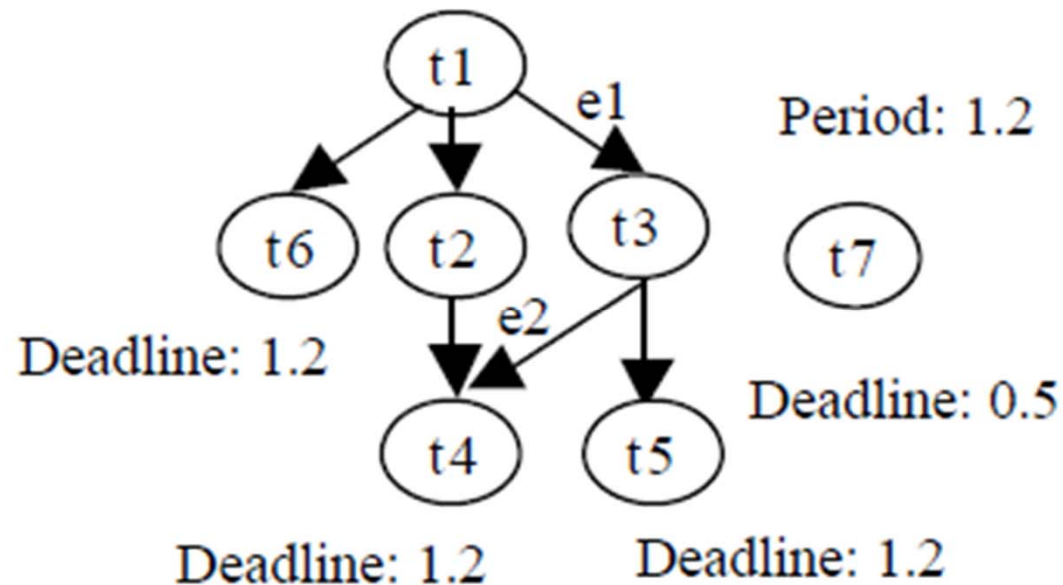 t1
e1
Period: 1.2
t6
t2
t3
t7
e2
Deadline: 1.2
Deadline: 0.5
t4
t5
Deadline: 1.2
Deadline: 1.2